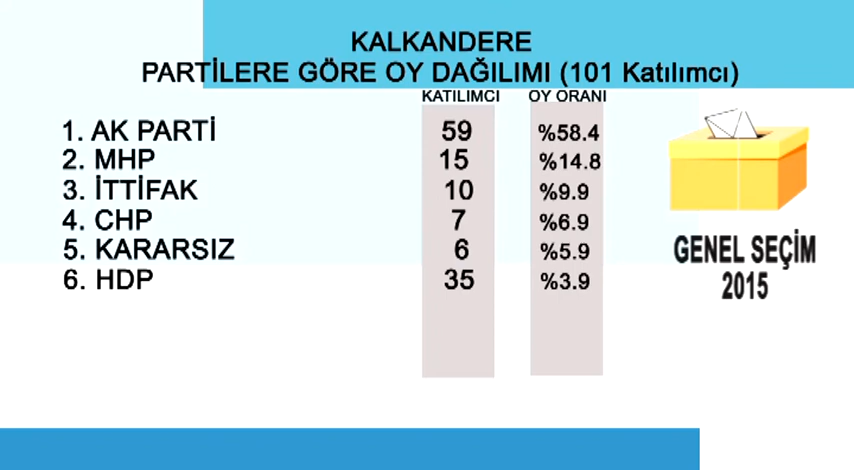 KALKANDERE
PARTİLERE GÖRE OY DAĞILIMI (101 Katılımcı)
KATILIMCI OY ORANI
1. AK PARTİ 59 %58.4
2. MHP 15 %14.8
3. İTTİFAK 10 %9.9
4. CHP 7 %6.9
5. KARARSIZ 6 %5.9
6. HDP 35 %3.9
GENEL SEÇİM
2015